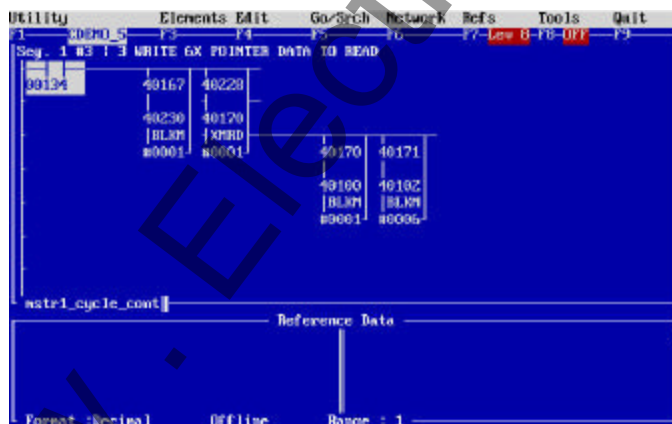 Utility Elements Edit Go/Srch Network Refs Tools Quit
F1 HDEMO_S F3 F4 F5 F6 F7-Lev 8-F8-OFF-F9
Seg. 1 #3 : 3 WRITE 6X POINTER DATA TO READ
00134 40167 40228
40230 40170
BLKM XMRD
#0001 #0001 40170 40171
40100 40102
BLKM BLKM
#0001 #0006
mstr1_cycle_cont
Reference Data
Format :Decimal Offline Range : 1
. Electu